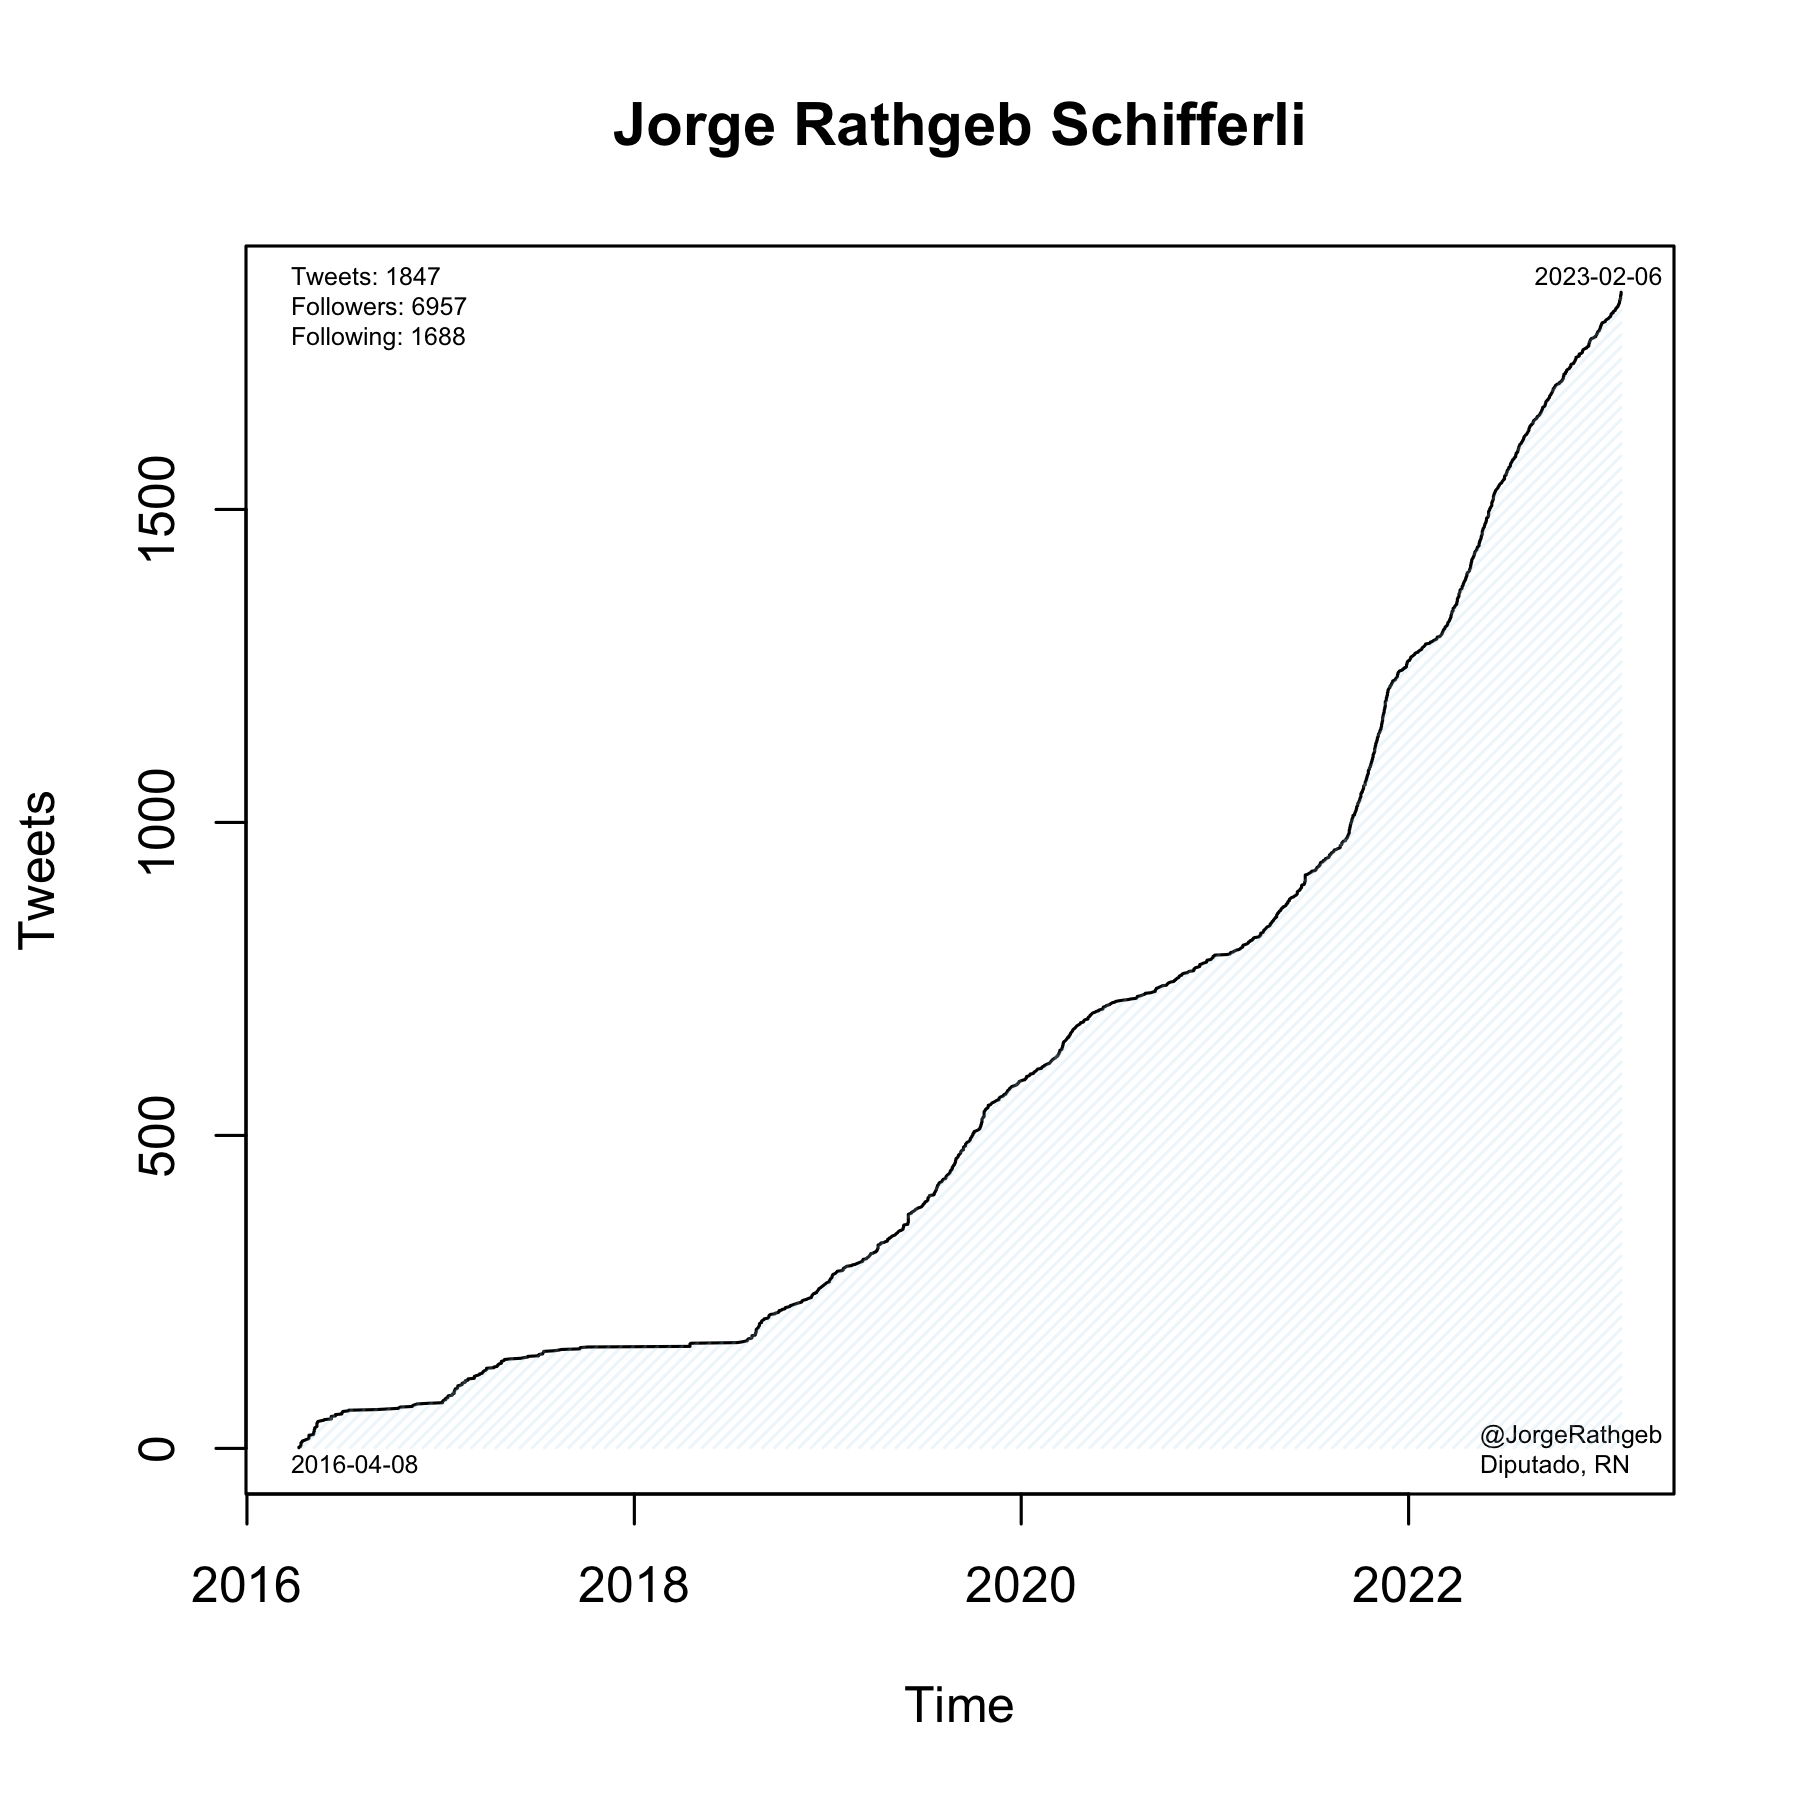 Jorge Rathgeb Schifferli
Tweets: 1847
Followers: 6957
Following: 1688
2023-02-06
1500
1000
500
0
Tweets
2016-04-08
@JorgeRathgeb
Diputado, RN
2016
2018
2020
2022
Time